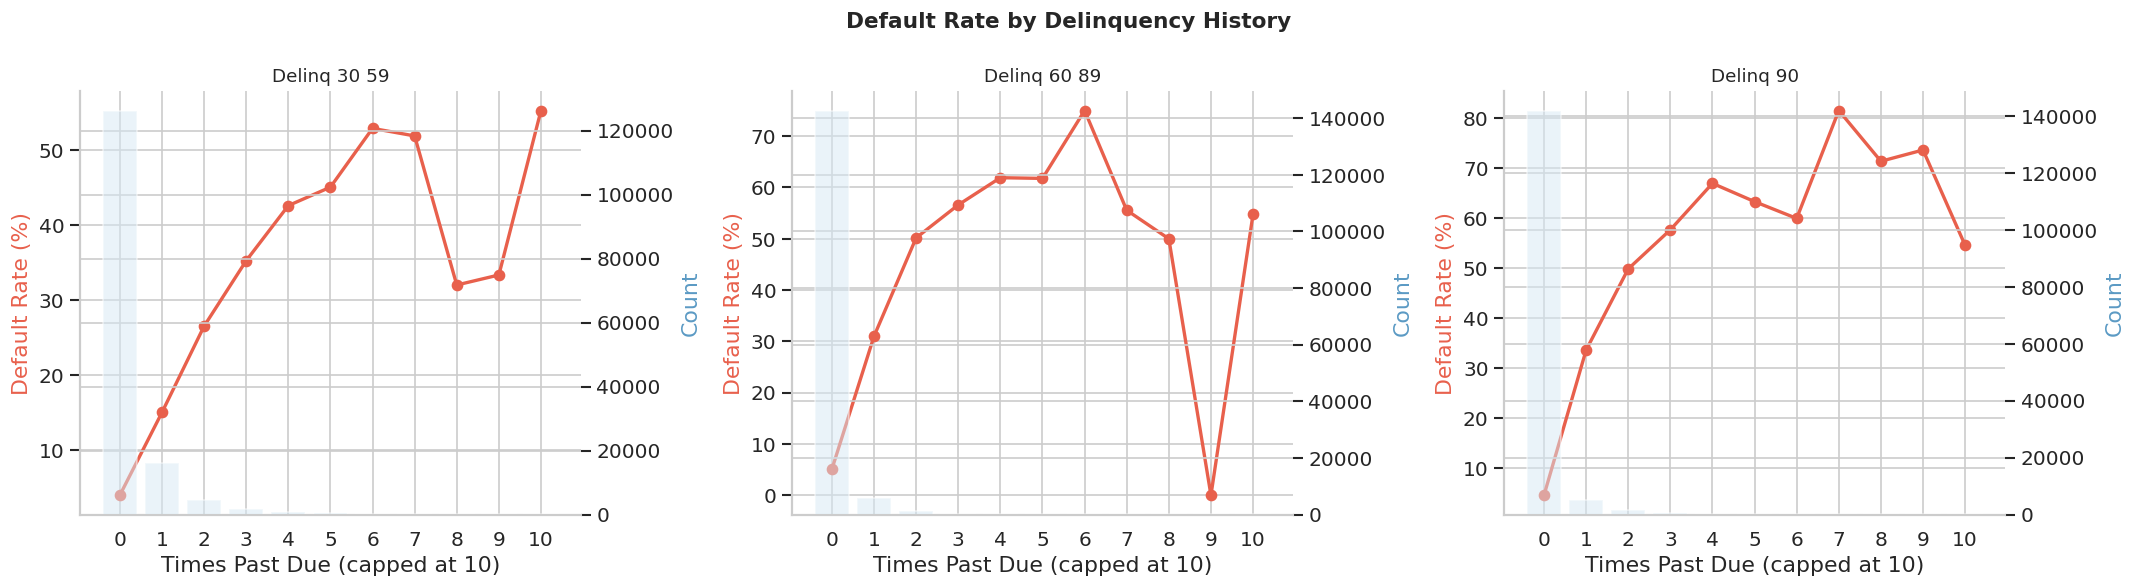 Default Rate by Delinquency History
Delinq 30 59
Default Rate (%)
50
40
30
20
10
120000
100000
80000
60000
40000
20000
0
Count
0 1 2 3 4 5 6 7 8 9 10
Times Past Due (capped at 10)
Delinq 60 89
Default Rate (%)
70
60
50
40
30
20
10
0
140000
120000
100000
80000
60000
40000
20000
0
Count
0 1 2 3 4 5 6 7 8 9 10
Times Past Due (capped at 10)
Delinq 90
Default Rate (%)
80
70
60
50
40
30
20
10
140000
120000
100000
80000
60000
40000
20000
0
Count
0 1 2 3 4 5 6 7 8 9 10
Times Past Due (capped at 10)